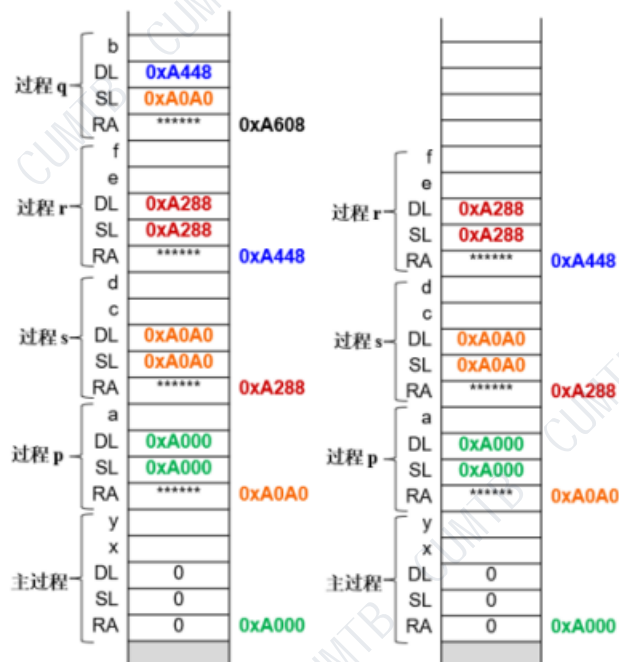 b
DL 0xA448
过程 q
SL 0xA0A0
RA ****** 0xA608
f
e
过程 r
DL 0xA288
SL 0xA288
RA ****** 0xA448
d
c
过程 s
DL 0xA0A0
SL 0xA0A0
RA ****** 0xA288
a
DL 0xA000
过程 p
SL 0xA000
RA ****** 0xA0A0
y
x
主过程
DL 0
SL 0
RA 0 0xA000
f
e
过程 r
DL 0xA288
SL 0xA288
RA ****** 0xA448
d
c
过程 s
DL 0xA0A0
SL 0xA0A0
RA ****** 0xA288
a
DL 0xA000
过程 p
SL 0xA000
RA ****** 0xA0A0
y
x
主过程
DL 0
SL 0
RA 0 0xA000
CUMTB
CUMTB
CUMTB
CUMTB